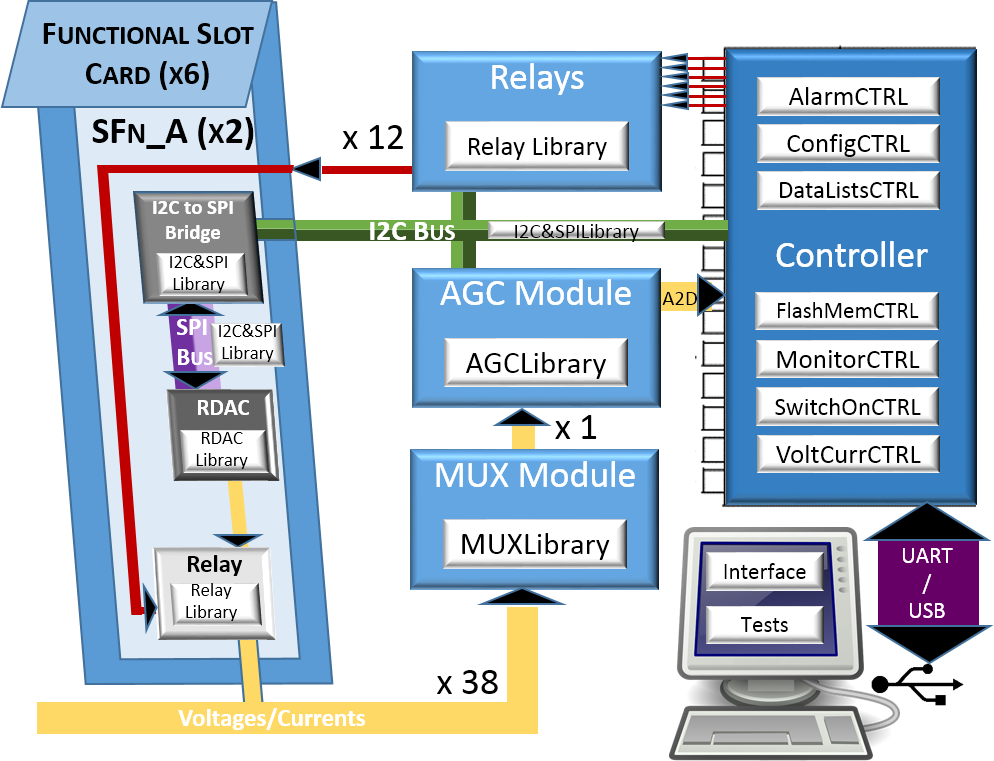 FUNCTIONAL SLOT
CARD (X6)
SFN_A (X2)
I2C to SPI
Bridge
I2C&SPI
Library
SPI
BUS
I2C&SPI
Library
RDAC
RDAC
Library
Relay
Relay
Library
Voltages/Currents
x 12
Relays
Relay Library
I2C BUS
I2C&SPILibrary
AGC Module
AGCLibrary
A2D
x 1
MUX Module
MUXLibrary
x 38
AlarmCTRL
ConfigCTRL
DataListsCTRL
Controller
FlashMemCTRL
MonitorCTRL
SwitchOnCTRL
VoltCurrCTRL
Interface
Tests
UART
/
USB